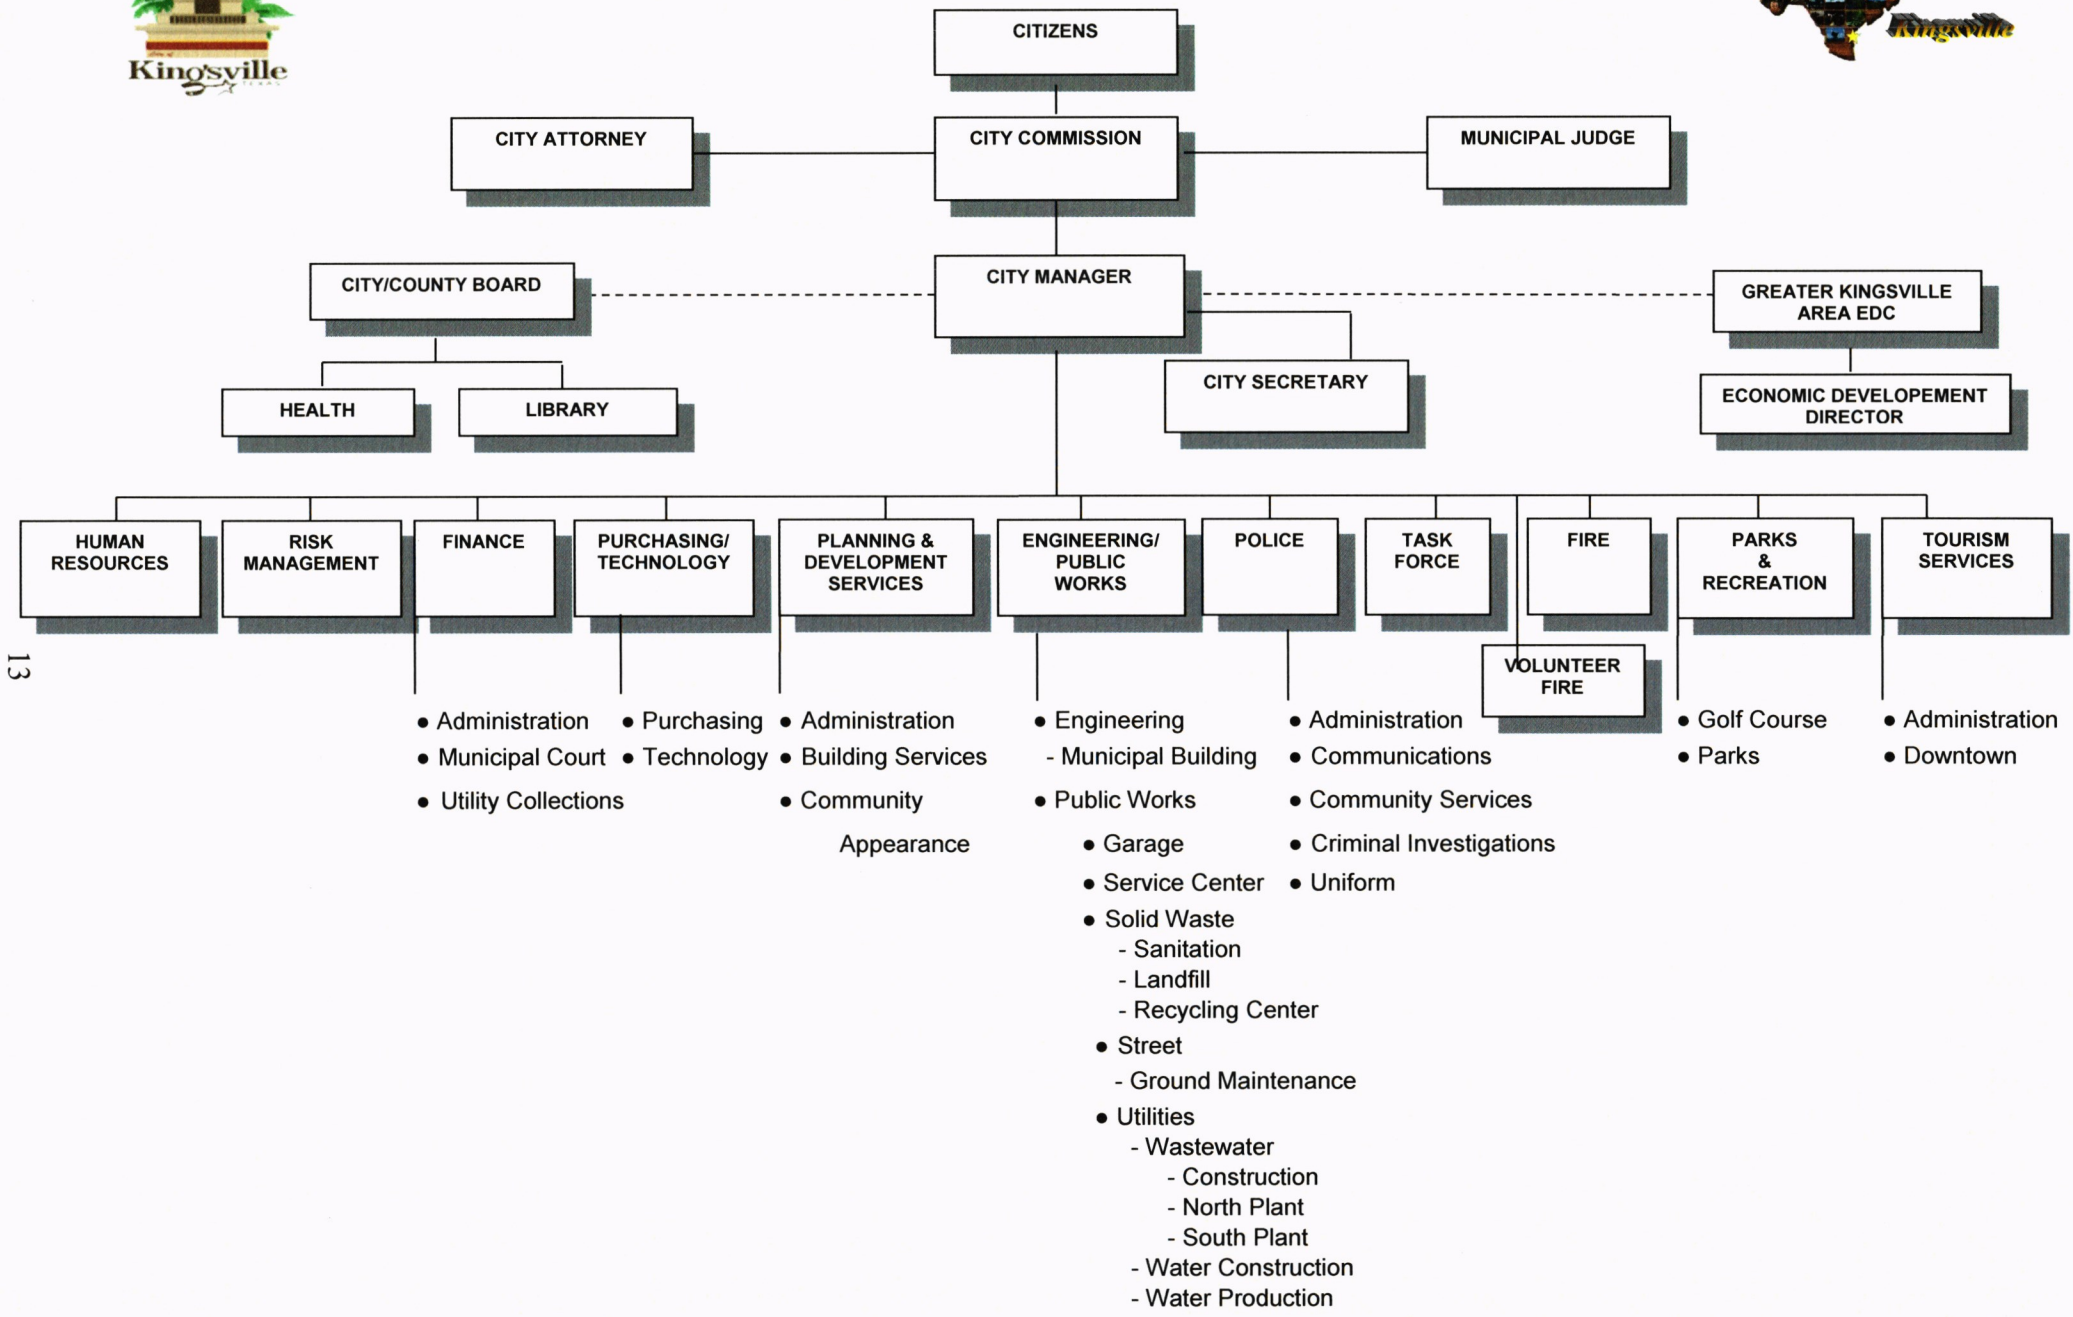 King'sville
TEXAS
Kingsville
CITIZENS
CITY ATTORNEY
CITY COMMISSION
MUNICIPAL JUDGE
CITY/COUNTY BOARD
CITY MANAGER
GREATER KINGSVILLE
AREA EDC
CITY SECRETARY
HEALTH
LIBRARY
ECONOMIC DEVELOPEMENT
DIRECTOR
HUMAN
RESOURCES
RISK
MANAGEMENT
FINANCE
PURCHASING/
TECHNOLOGY
PLANNING &
DEVELOPMENT
SERVICES
ENGINEERING/
PUBLIC
WORKS
POLICE
TASK
FORCE
FIRE
PARKS
&
RECREATION
TOURISM
SERVICES
VOLUNTEER
FIRE
13
● Administration
● Municipal Court
● Utility Collections
● Purchasing
● Technology
● Administration
● Building Services
● Community
Appearance
● Engineering
- Municipal Building
● Public Works
● Garage
● Service Center
● Solid Waste
- Sanitation
- Landfill
- Recycling Center
● Street
- Ground Maintenance
● Utilities
- Wastewater
- Construction
- North Plant
- South Plant
- Water Construction
- Water Production
● Administration
● Communications
● Community Services
● Criminal Investigations
● Uniform
● Golf Course
● Parks
● Administration
● Downtown